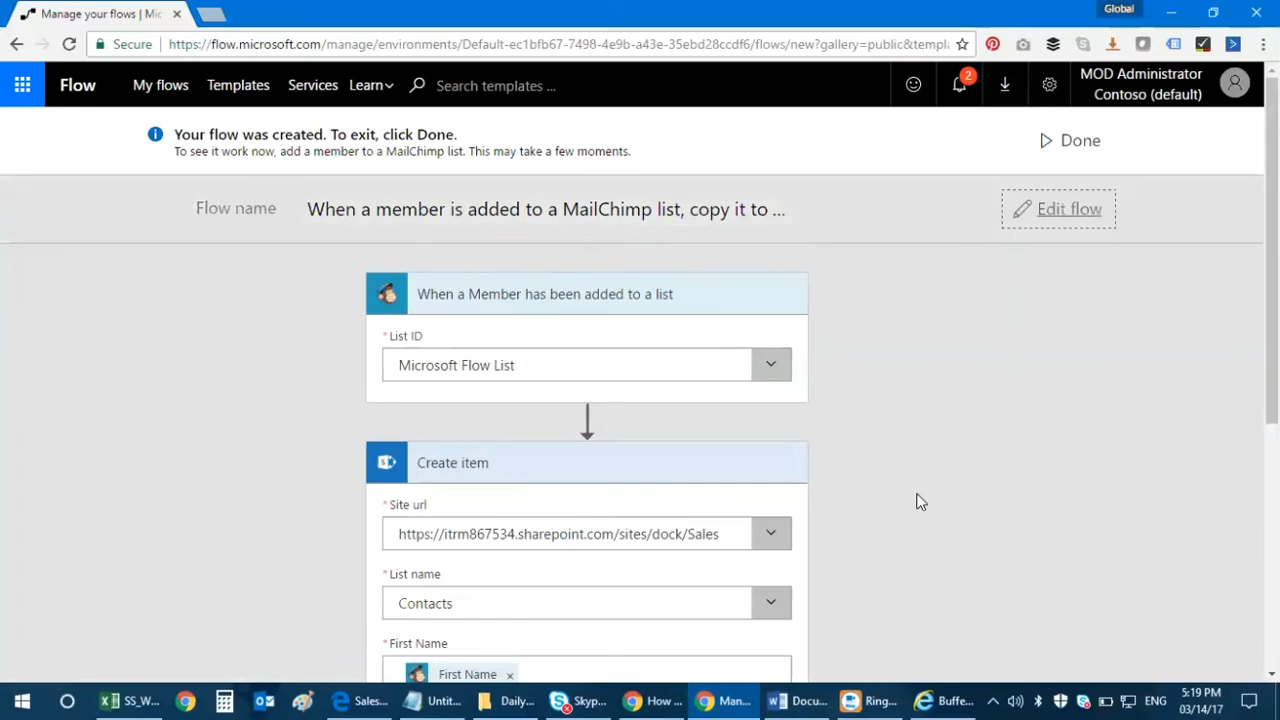 Manage your flows | Mic
Global
Secure
https://flow.microsoft.com/manage/environments/Default-ec1bfb67-7498-4e9b-a43e-35ebd28ccdf6/flows/new?gallery=public&templ
Flow
My flows
Templates
Services
Learn
Search templates ...
2
MOD Administrator
Contoso (default)
Your flow was created. To exit, click Done.
To see it work now, add a member to a MailChimp list. This may take a few moments.
Done
Flow name
When a member is added to a MailChimp list, copy it to ...
Edit flow
When a Member has been added to a list
* List ID
Microsoft Flow List
Create item
* Site url
https://itrm867534.sharepoint.com/sites/dock/Sales
* List name
Contacts
* First Name
First Name ×
SS_W...
Sales...
Untit...
Daily...
Skyp...
How ...
Man...
Docu...
Ring...
Buffe...
ENG
5:19 PM
03/14/17